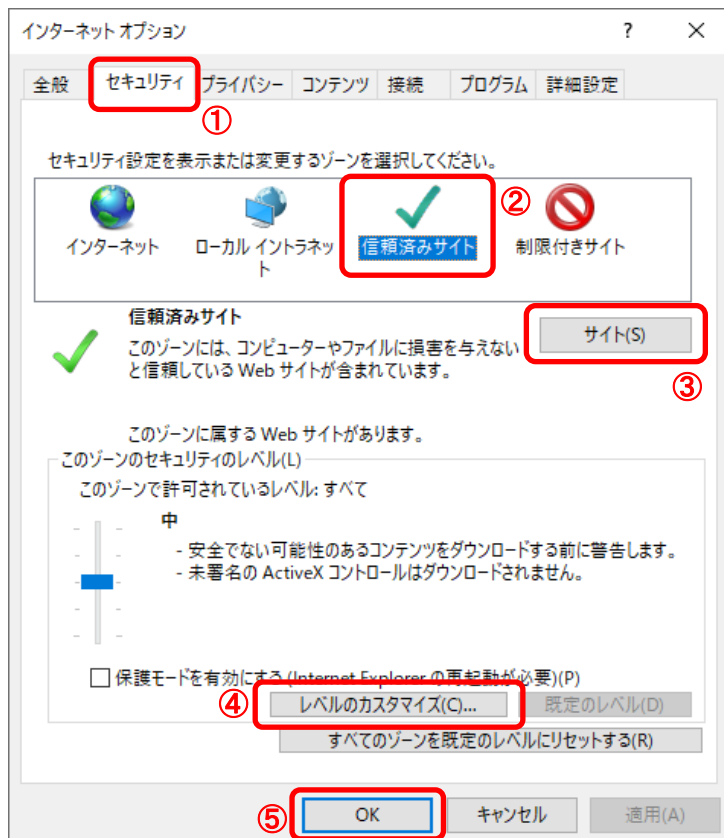 インターネット オプション ? ×
全般 セキュリティ プライバシー コンテンツ 接続 プログラム 詳細設定
①
セキュリティ設定を表示または変更するゾーンを選択してください。
②
インターネット ローカル イントラネッ 信頼済みサイト 制限付きサイト
ト
信頼済みサイト
サイト(S)
このゾーンには、コンピューターやファイルに損害を与えない
と信頼している Web サイトが含まれています。
③
このゾーンに属する Web サイトがあります。
このゾーンのセキュリティのレベル(L)
このゾーンで許可されているレベル: すべて
中
- 安全でない可能性のあるコンテンツをダウンロードする前に警告します。
- 未署名の ActiveX コントロールはダウンロードされません。
保護モードを有効にする (Internet Explorer の再起動が必要)(P)
④ レベルのカスタマイズ(C)... 既定のレベル(D)
すべてのゾーンを既定のレベルにリセットする(R)
⑤ OK キャンセル 適用(A)